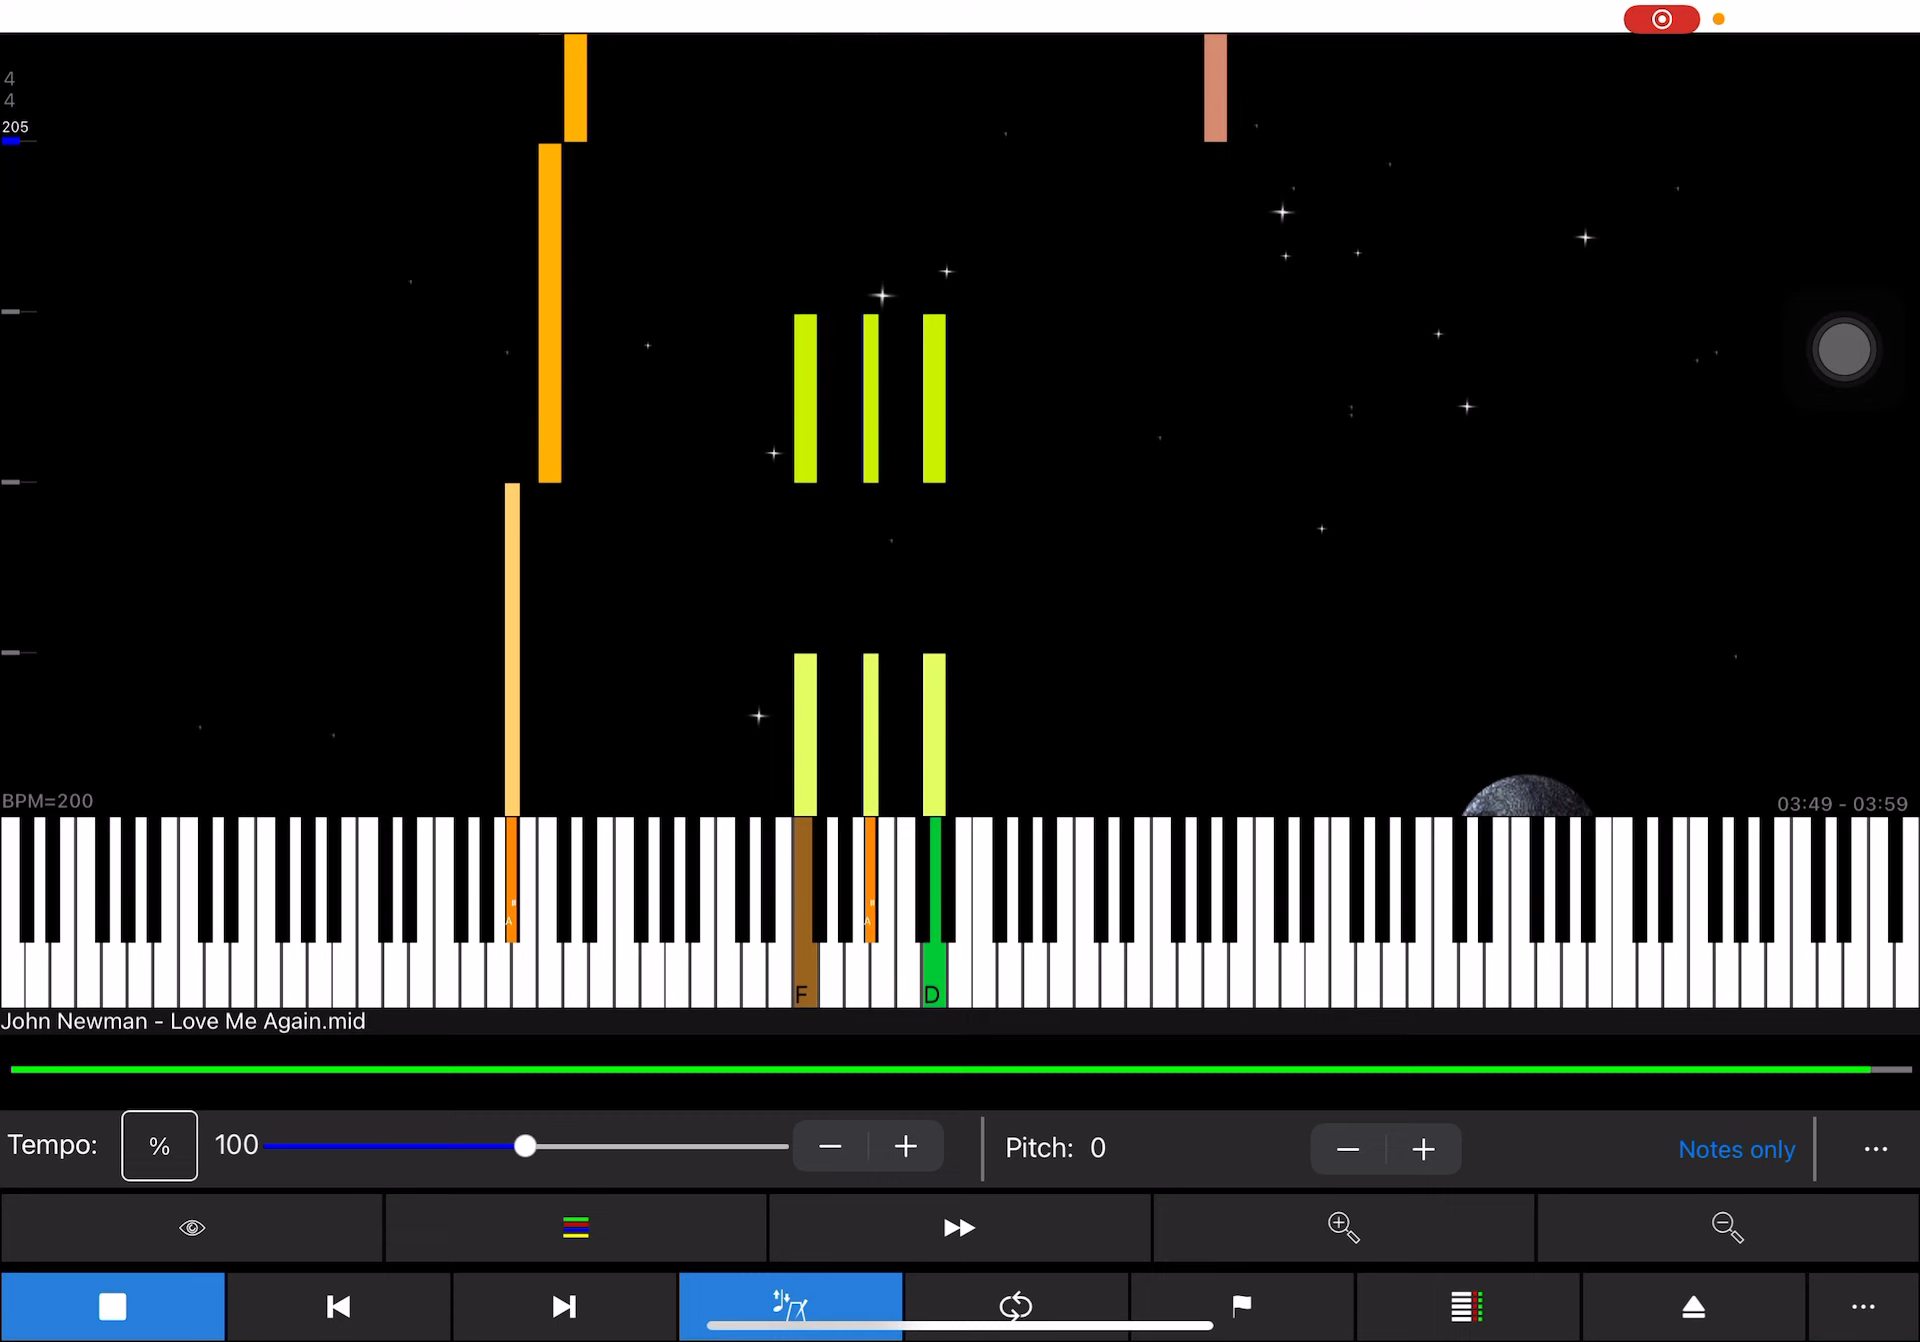 4
4
205
BPM=200
03:49 - 03:59
A#
A#
F
D
John Newman - Love Me Again.mid
Tempo:
%
100
Pitch: 0
Notes only